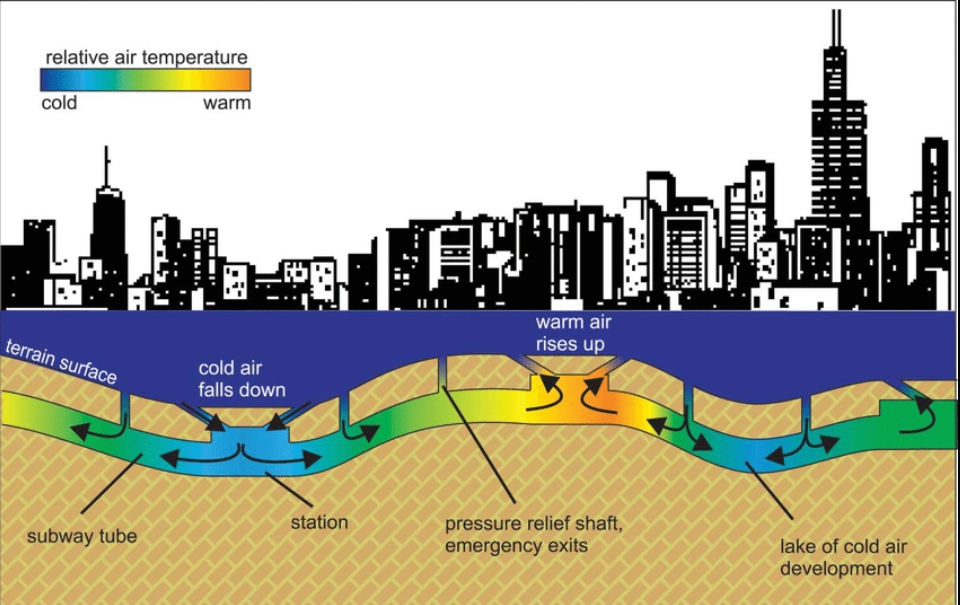 relative air temperature
cold
warm
warm air
rises up
terrain surface
cold air
falls down
subway tube
station
pressure relief shaft,
emergency exits
lake of cold air
development